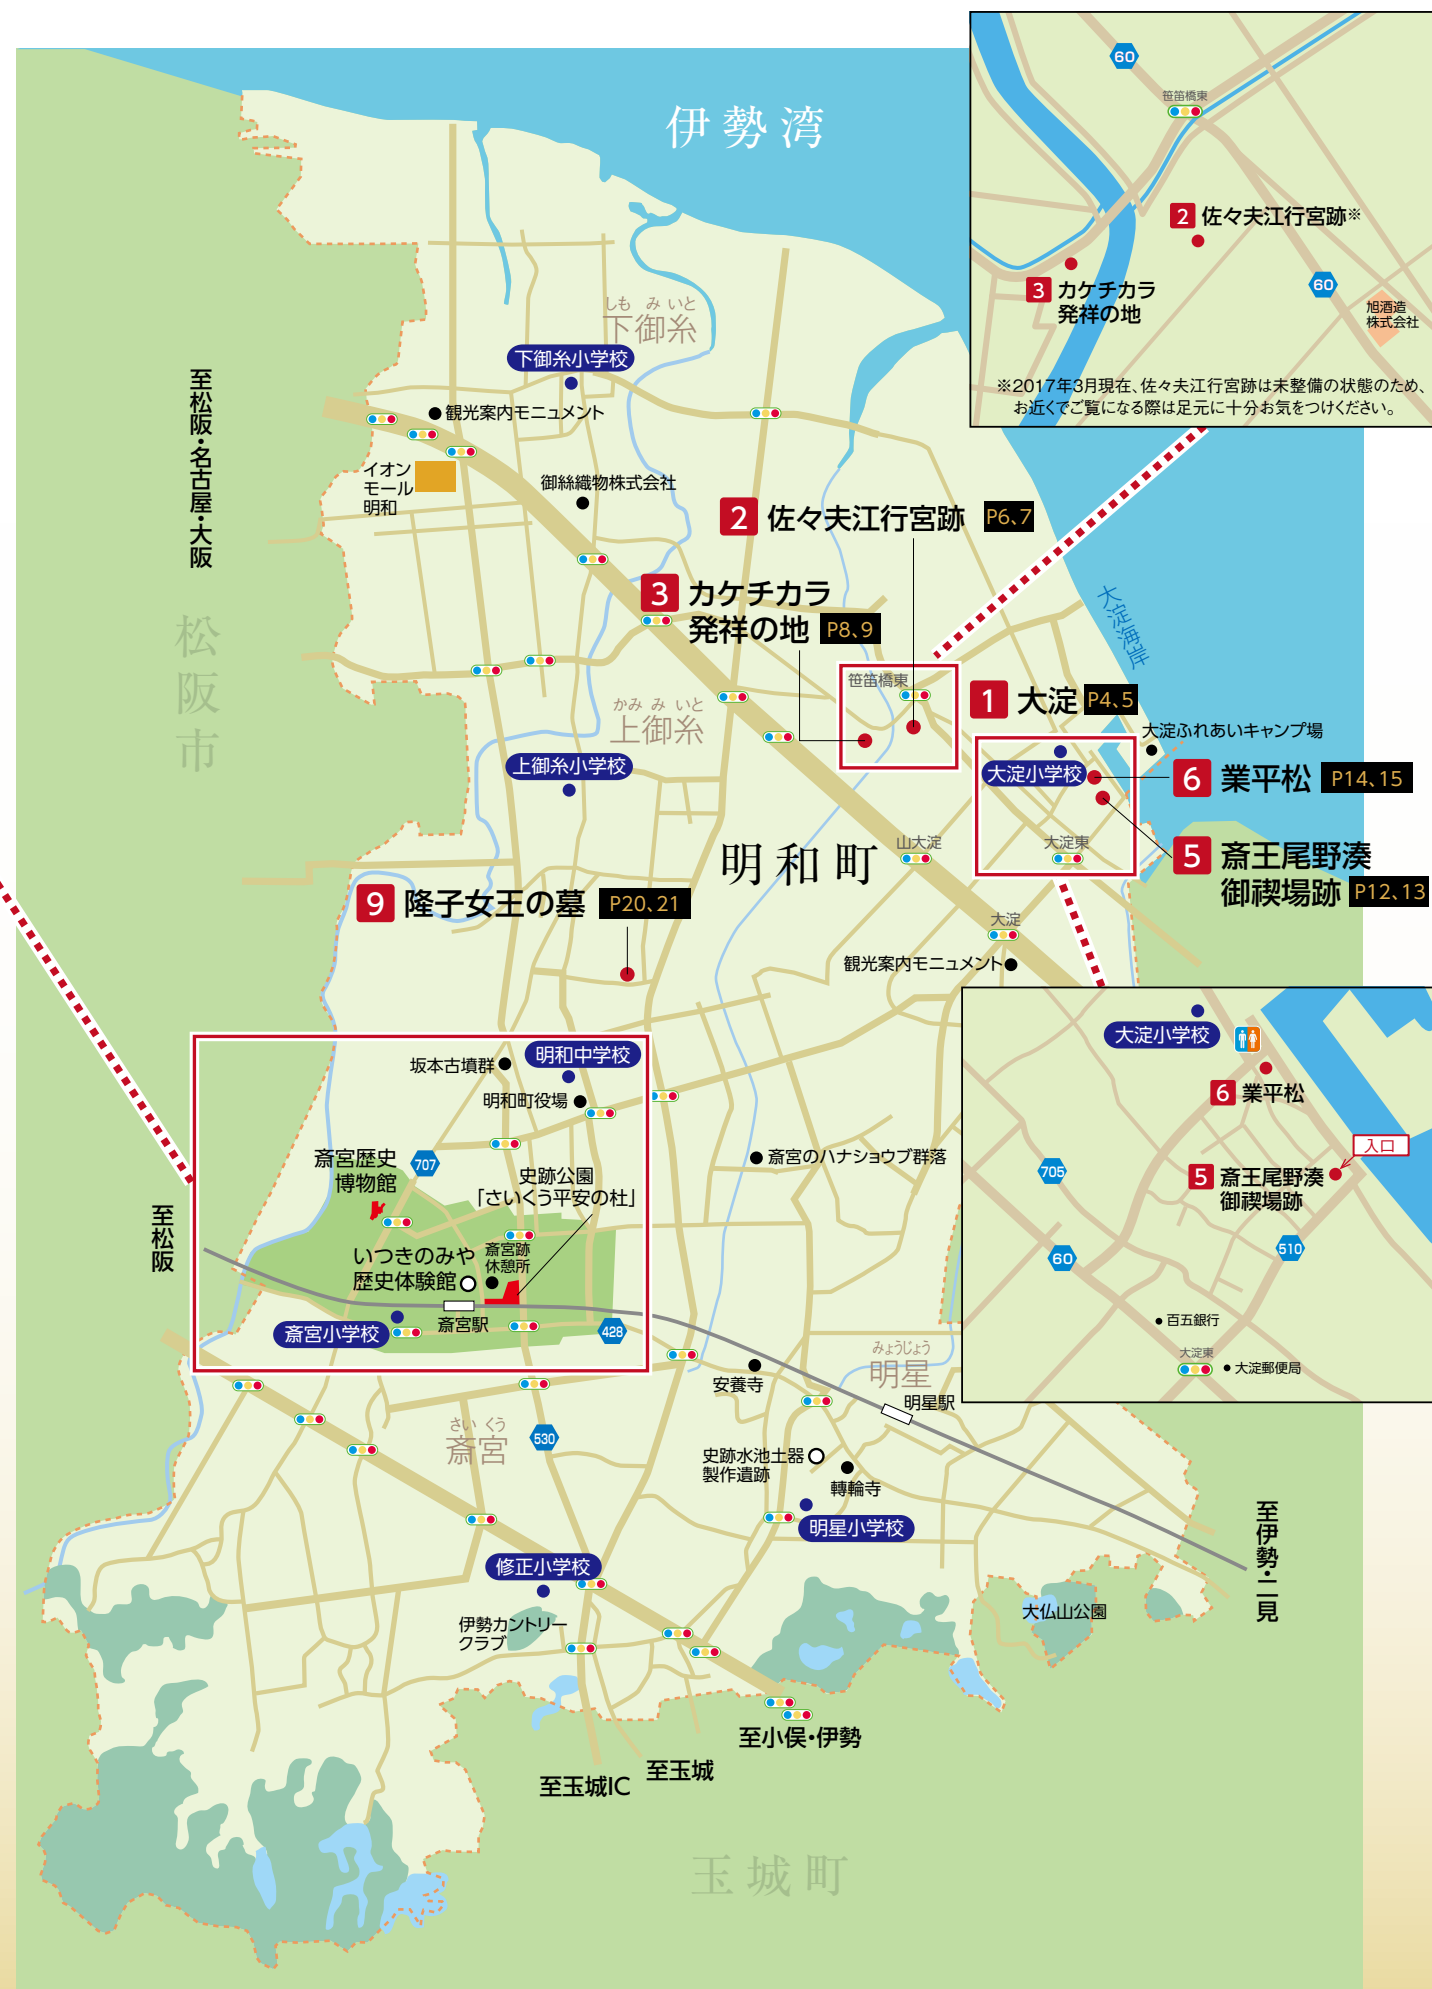 伊勢湾
60
笹笛橋東
2 佐々夫江行宮跡※
3 カケチカラ
発祥の地
60
旭酒造
株式会社
※2017年3月現在、佐々夫江行宮跡は未整備の状態のため、
お近くでご覧になる際は足元に十分お気をつけください。
しも み いと
下御糸
下御糸小学校
観光案内モニュメント
至松阪・名古屋・大阪
イオン
モール
明和
御絲織物株式会社
2 佐々夫江行宮跡 P6、7
3 カケチカラ
発祥の地 P8、9
大淀海岸
松阪市
笹笛橋東
1 大淀 P4、5
かみ み いと
上御糸
大淀ふれあいキャンプ場
上御糸小学校
大淀小学校
6 業平松 P14、15
明和町
山大淀
大淀東
5 斎王尾野湊
御禊場跡 P12、13
9 隆子女王の墓 P20、21
大淀
観光案内モニュメント
大淀小学校
6 業平松
入口
705
5 斎王尾野湊
御禊場跡
60
510
百五銀行
大淀東
大淀郵便局
坂本古墳群
明和中学校
明和町役場
斎宮歴史
博物館
707
史跡公園
「さいくう平安の杜」
斎宮のハナショウブ群落
至松阪
いつきのみや
歴史体験館
斎宮跡
休憩所
斎宮小学校
斎宮駅
428
みょうじょう
明星
安養寺
明星駅
さい くう
斎宮
530
史跡水池土器
製作遺跡
轉輪寺
明星小学校
至伊勢・二見
修正小学校
伊勢カントリー
クラブ
大仏山公園
至小俣・伊勢
至玉城
至玉城IC
玉城町